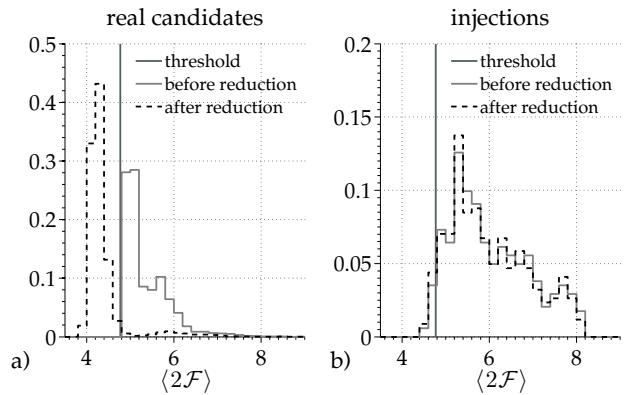 real candidates
injections
0.5
0.4
0.3
0.2
0.1
0
threshold
before reduction
after reduction
4
6
8
a)
⟨2ℱ⟩
0.2
0.15
0.1
0.05
0
threshold
before reduction
after reduction
4
6
8
b)
⟨2ℱ⟩